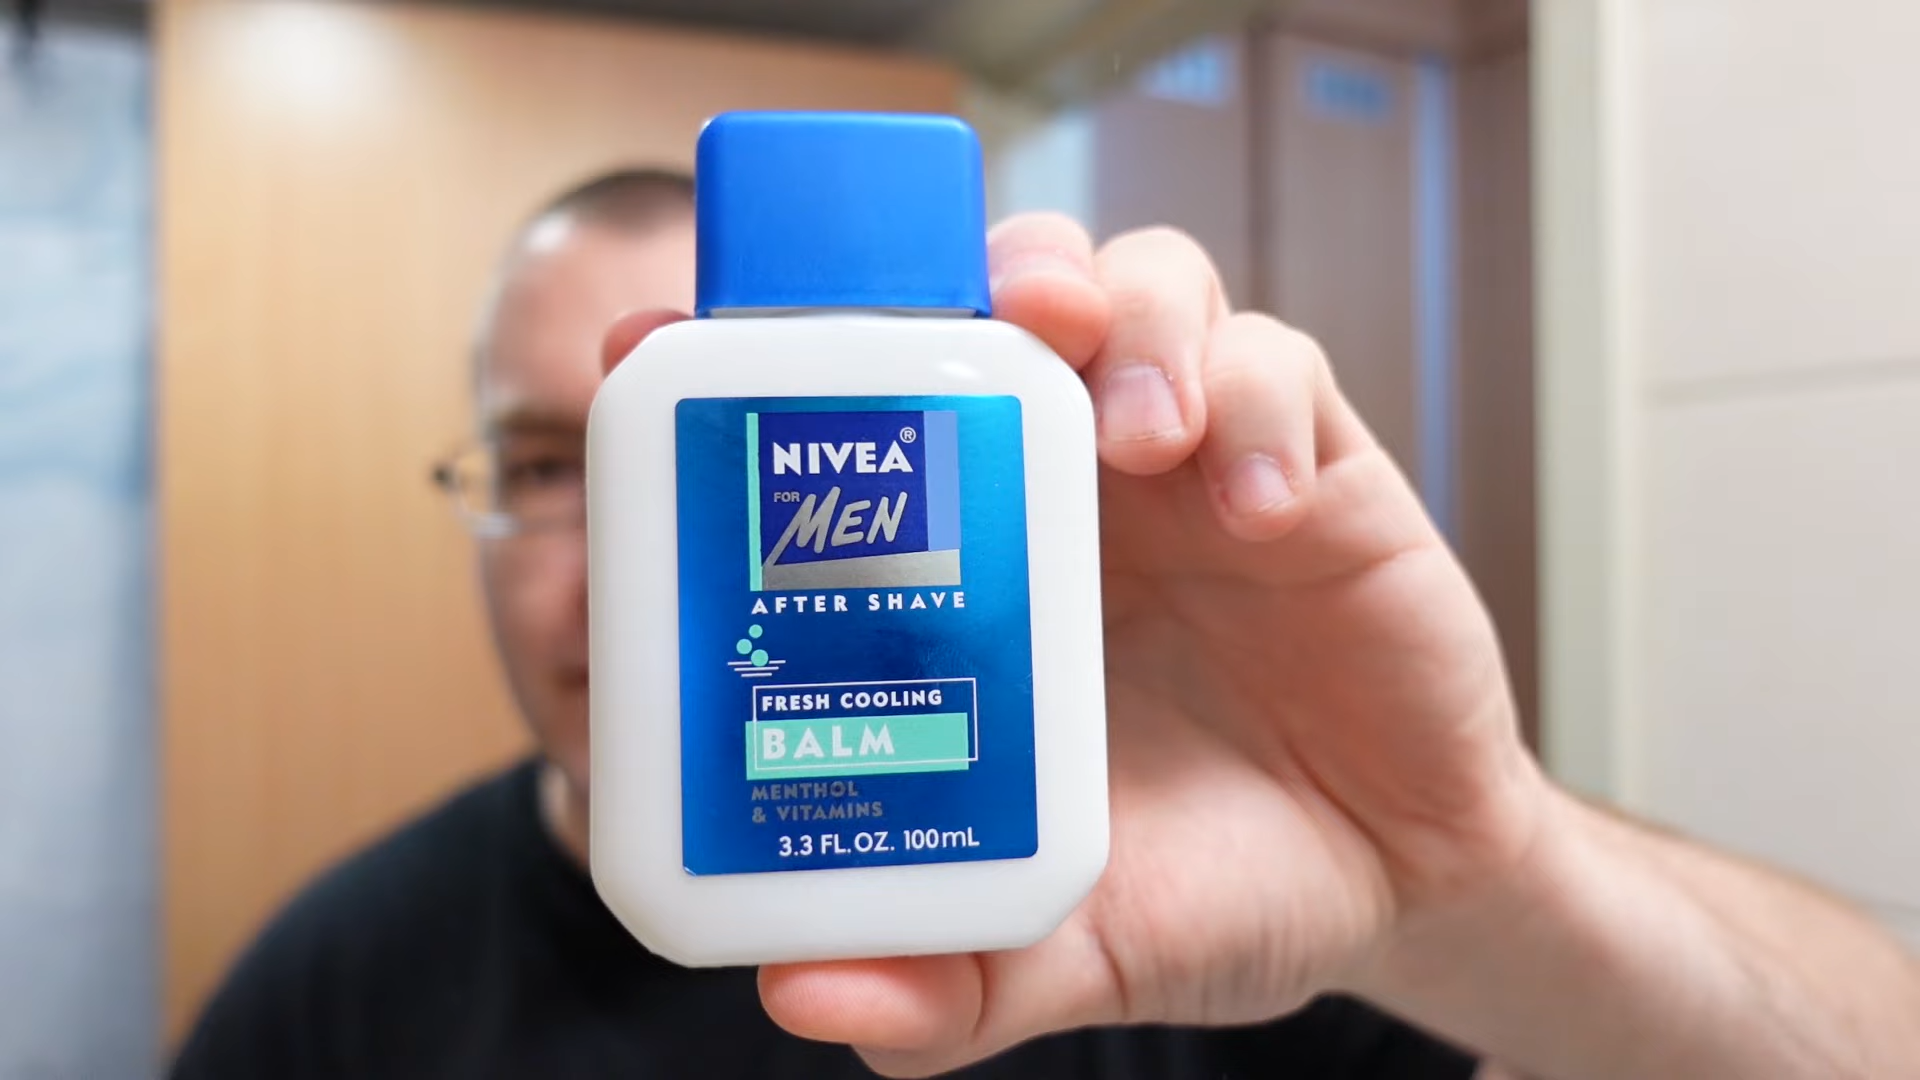 NIVEA®
FOR
MEN
AFTER SHAVE
FRESH COOLING
BALM
MENTHOL
& VITAMINS
3.3 FL.OZ. 100mL